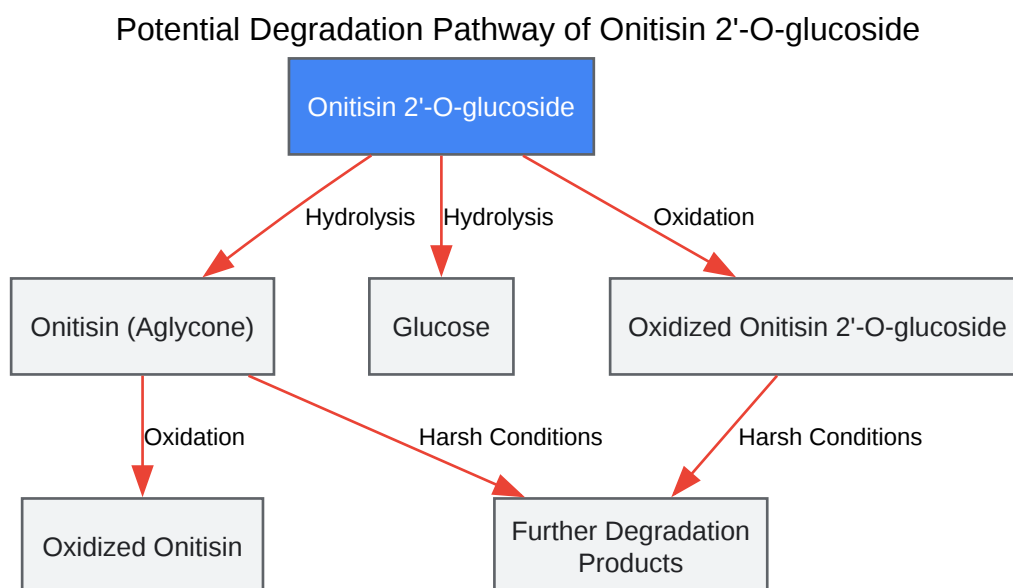 Potential Degradation Pathway of Onitisin 2'-O-glucoside
Onitisin 2'-O-glucoside
Hydrolysis
Hydrolysis
Oxidation
Onitisin (Aglycone)
Glucose
Oxidized Onitisin 2'-O-glucoside
Oxidation
Harsh Conditions
Harsh Conditions
Oxidized Onitisin
Further Degradation
Products